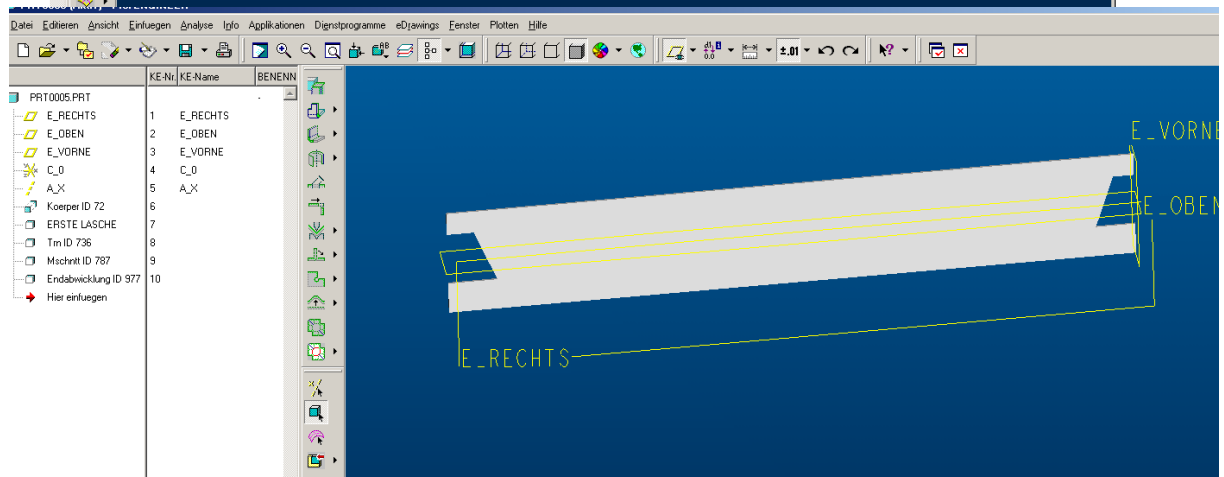 Datei Editieren Ansicht Einfuegen Analyse Info Applikationen Dienstprogramme eDrawings Fenster Plotten Hilfe
KE-Nr. KE-Name BENENN
PRT0005.PRT
E_RECHTS 1 E_RECHTS
E_OBEN 2 E_OBEN
E_VORNE 3 E_VORNE
C_0 4 C_0
A_X 5 A_X
Koerper ID 72 6
ERSTE LASCHE 7
Trn ID 736 8
Mschntt ID 787 9
Endabwicklung ID 977 10
Hier einfuegen
E_VORNE
E_OBEN
E_RECHTS